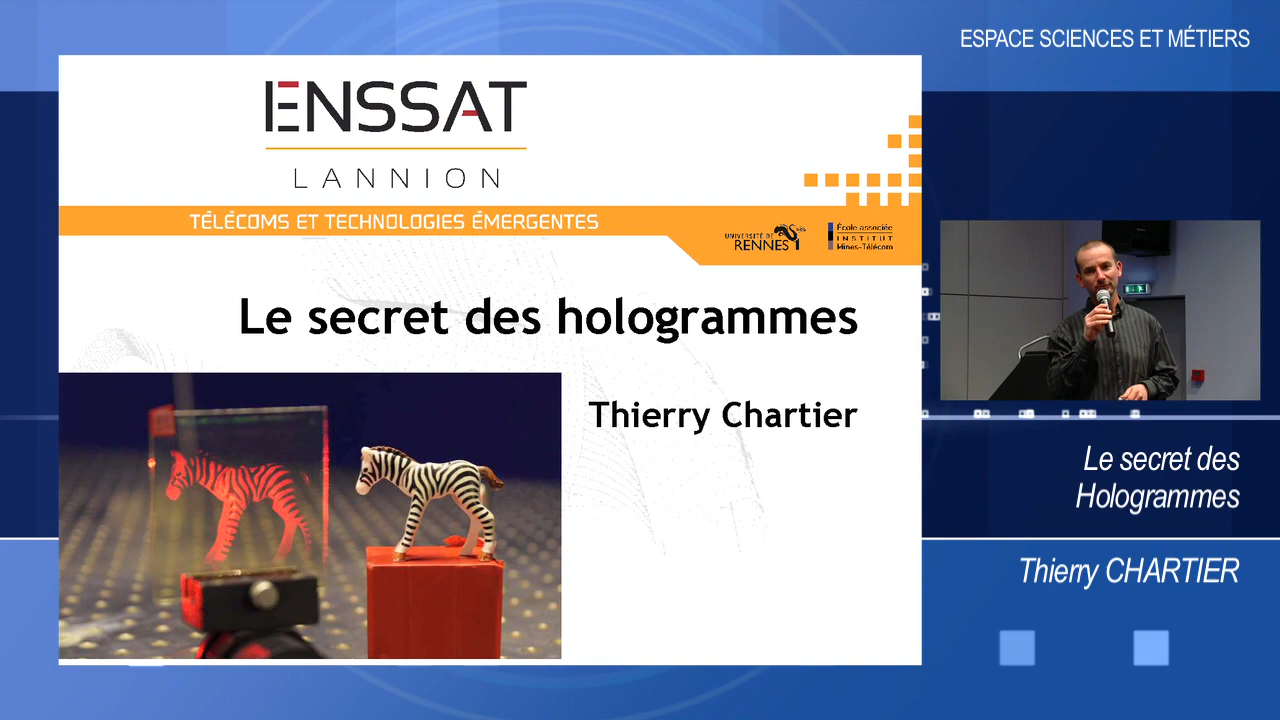 ESPACE SCIENCES ET MÉTIERS
ENSSAT
LANNION
TÉLÉCOMS ET TECHNOLOGIES ÉMERGENTES
UNIVERSITÉ DE
RENNES 1
École associée
INSTITUT
Mines-Télécom
Le secret des hologrammes
Thierry Chartier
Le secret des
Hologrammes
Thierry CHARTIER